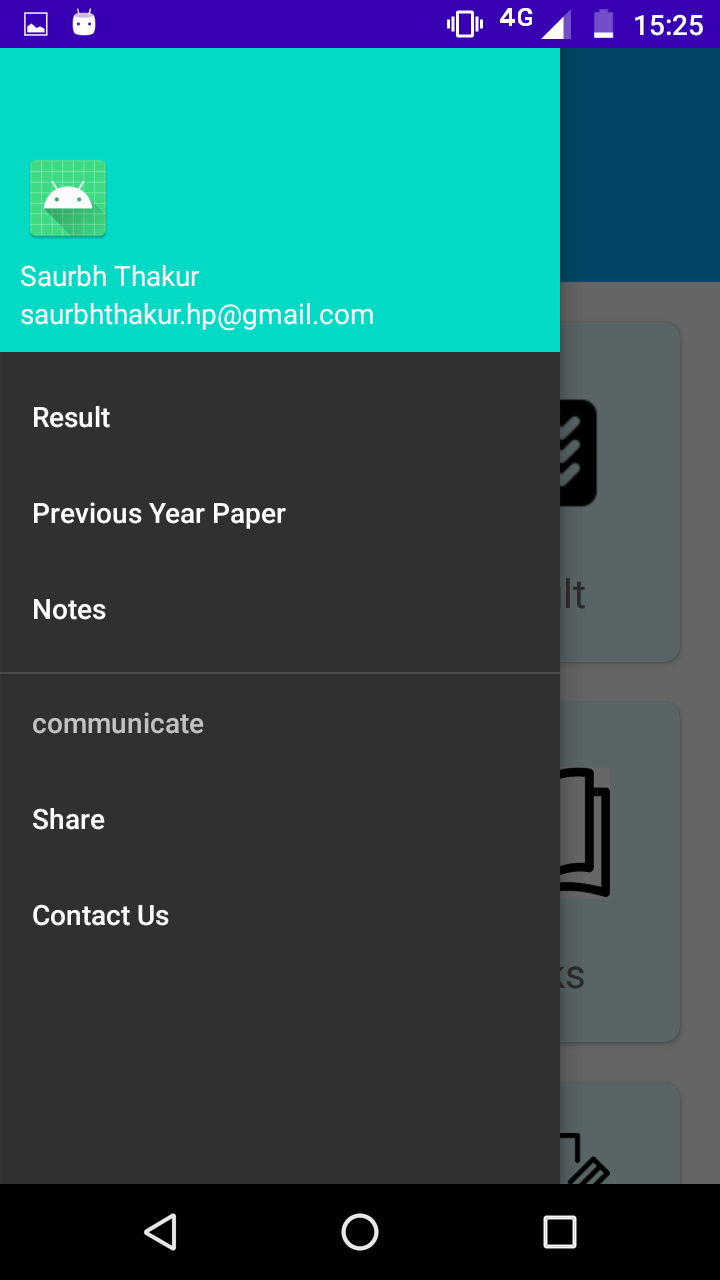 4G 15:25
Saurbh Thakur
saurbhthakur.hp@gmail.com
Result
Previous Year Paper
Notes
lt
communicate
Share
Contact Us
ks